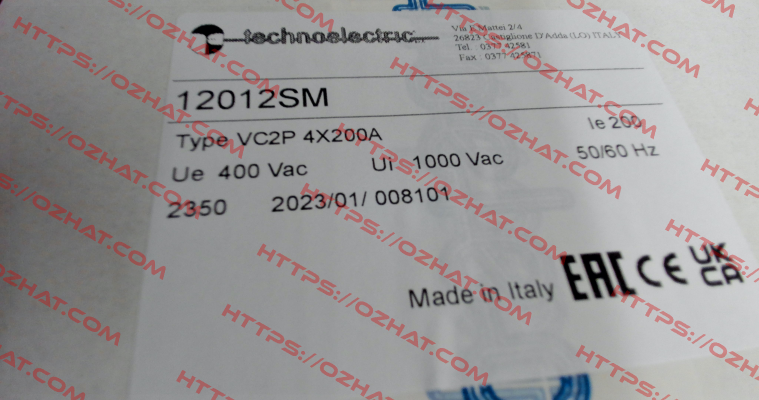 technoelectric
Via E Mattei 2/4
26823 Castiglione D'Adda (LO) ITALY
Tel. 0377 42581
Fax : 0377
12012SM
Type VC2P 4X200A
Ie 200
Ue 400 Vac
Ui 1000 Vac
50/60 Hz
2350
2023/01/ 008101
Made in Italy
EAC CE UK CA
HTTPS://OZHAT.COM